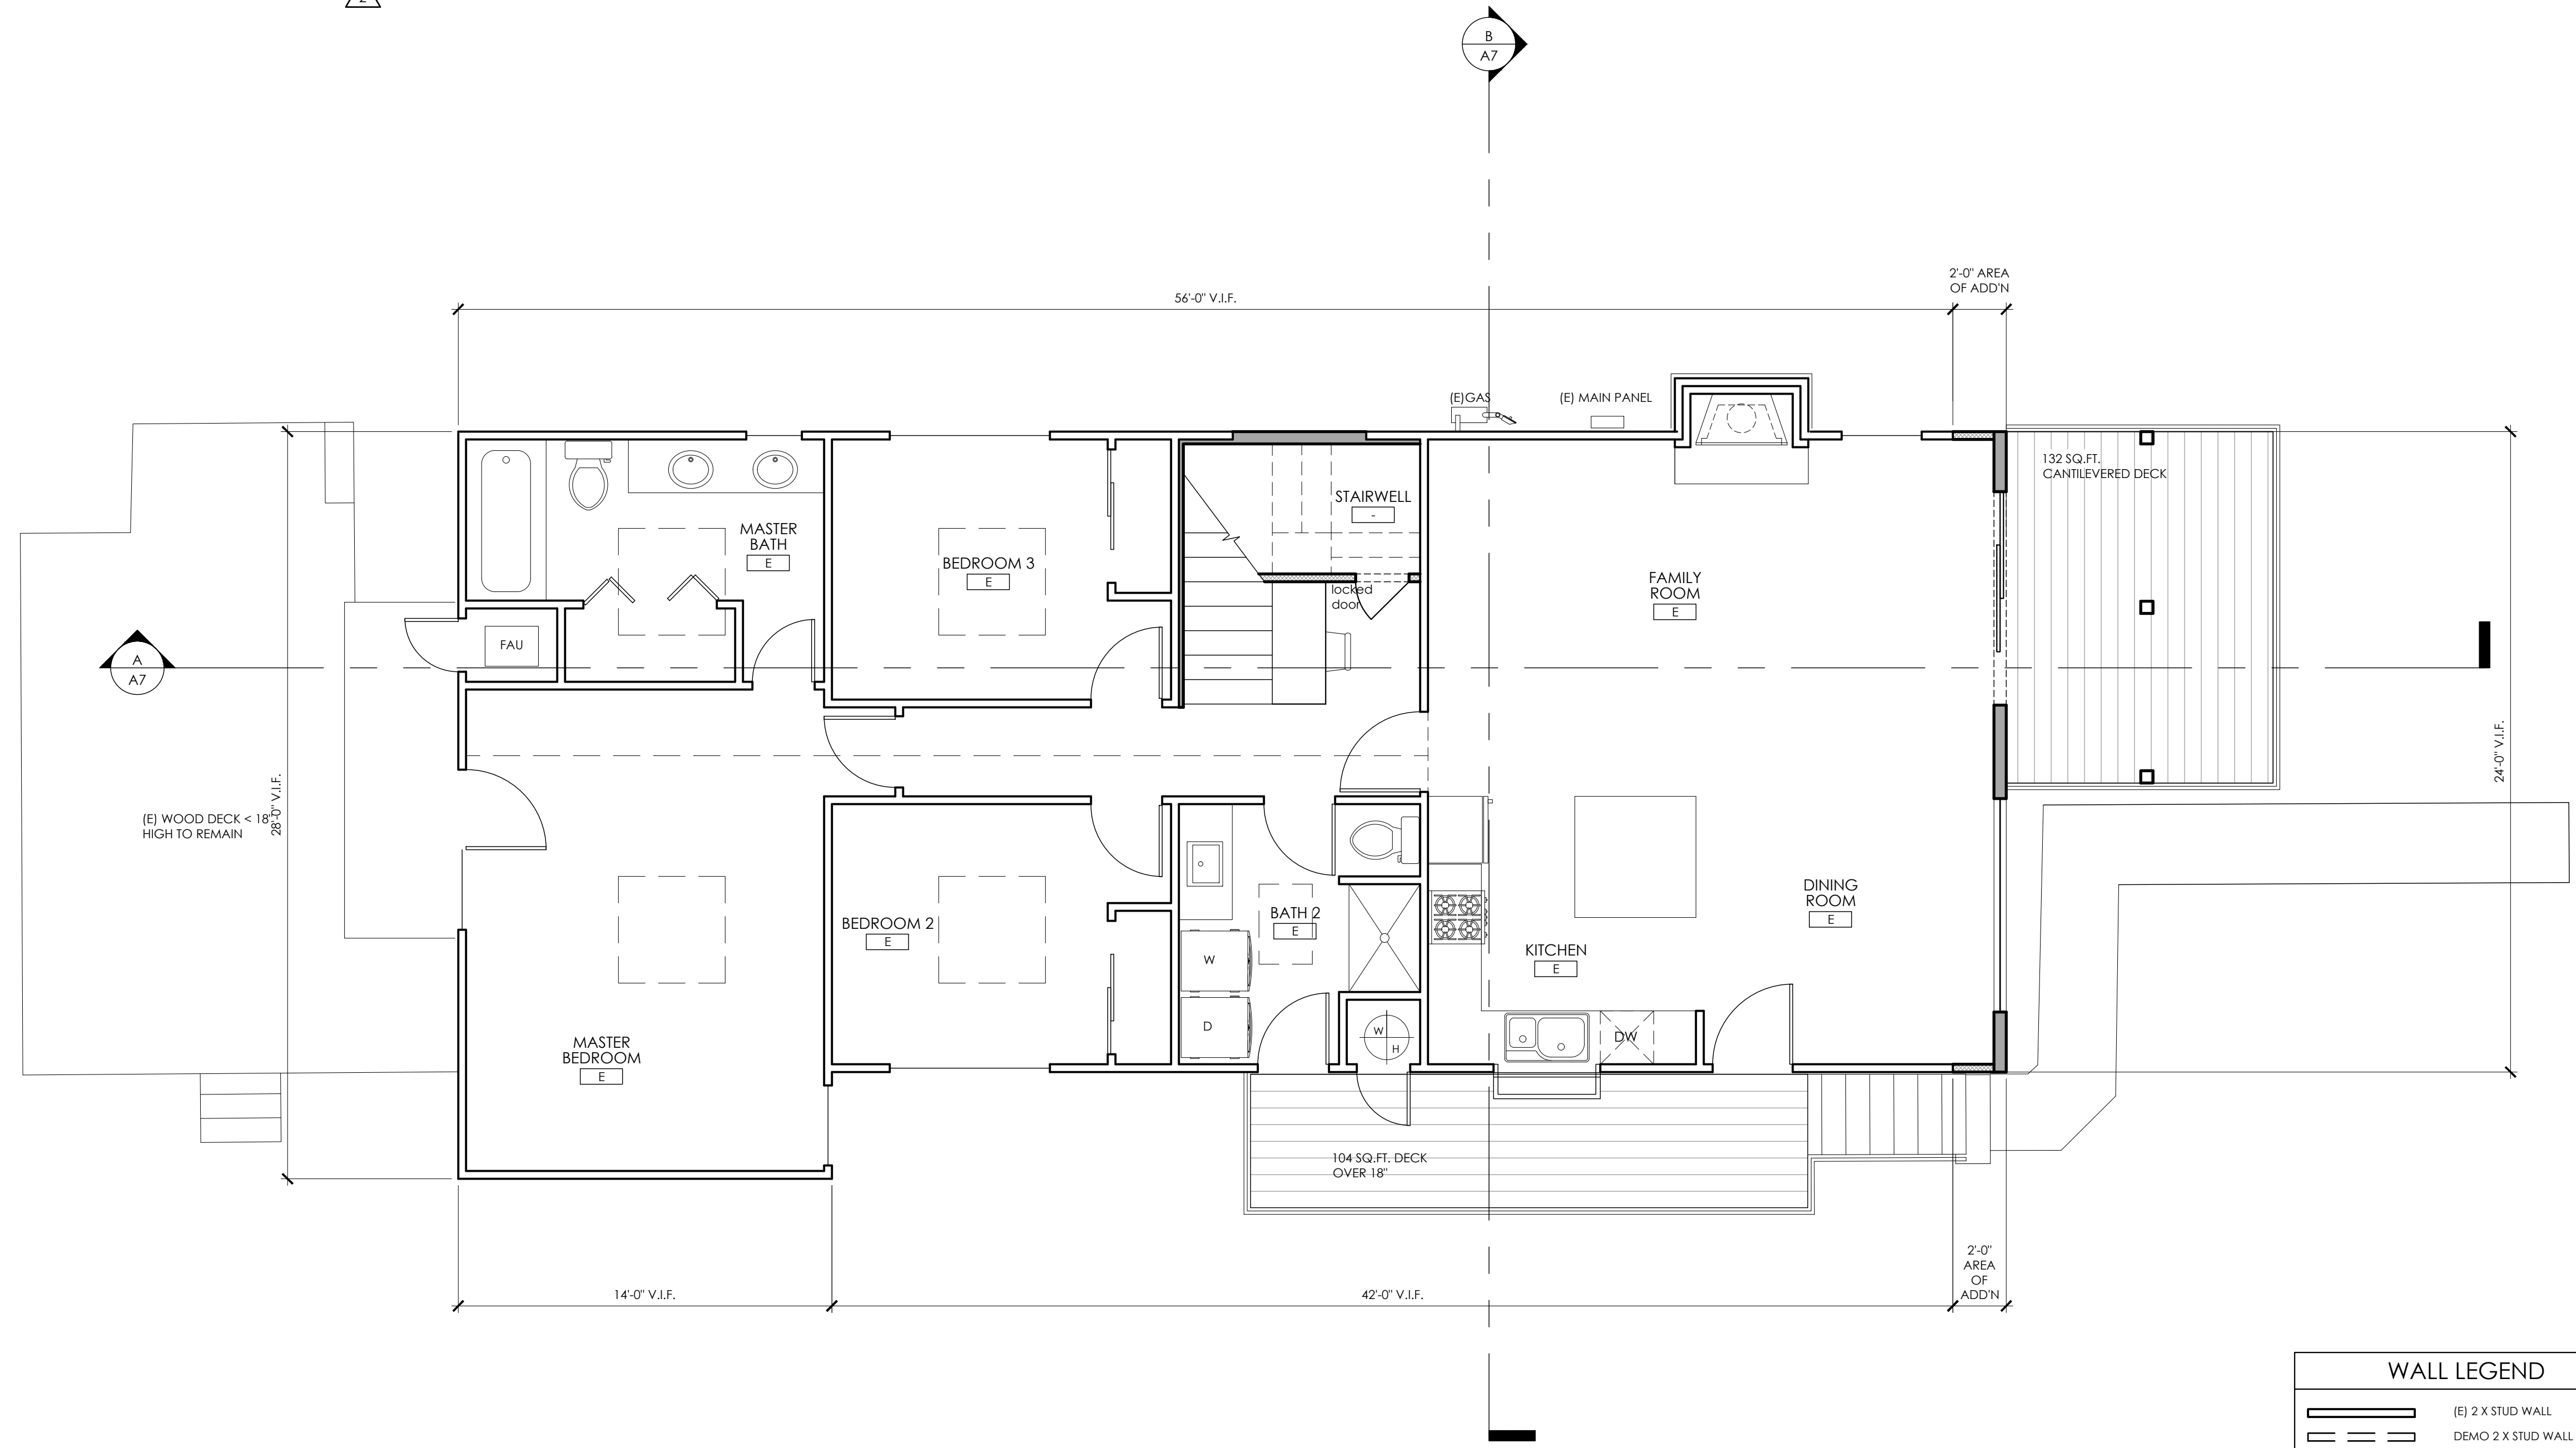 2
B
A7
2'-0" AREA
OF ADD'N
56'-0" V.I.F.
(E)GAS
(E) MAIN PANEL
132 SQ.FT.
CANTILEVERED DECK
STAIRWELL
-
MASTER
BATH
E
BEDROOM 3
E
FAMILY
ROOM
E
locked
door
FAU
A
A7
24'-0" V.I.F.
28'-0" V.I.F.
(E) WOOD DECK < 18"
HIGH TO REMAIN
DINING
ROOM
E
BEDROOM 2
E
BATH 2
E
KITCHEN
E
W
D
W
H
DW
MASTER
BEDROOM
E
104 SQ.FT. DECK
OVER 18"
2'-0"
AREA
OF
ADD'N
14'-0" V.I.F.
42'-0" V.I.F.
WALL LEGEND
(E) 2 X STUD WALL
DEMO 2 X STUD WALL